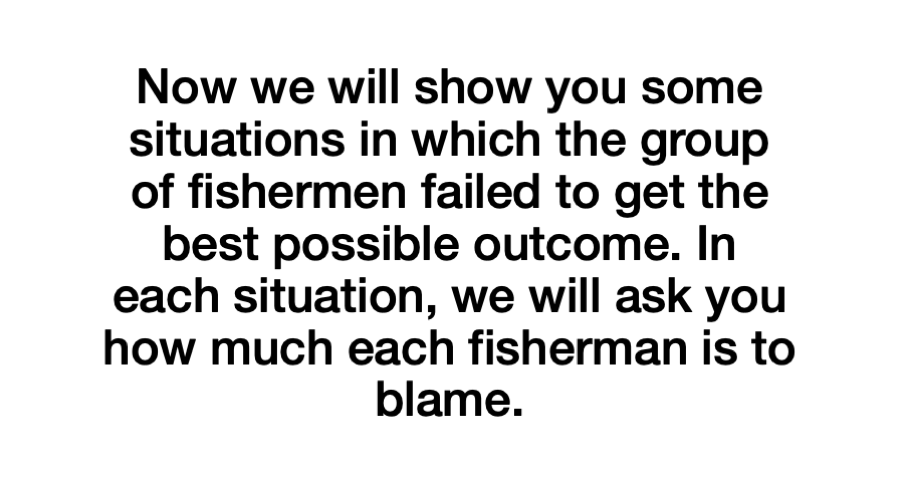 Now we will show you some
situations in which the group
of fishermen failed to get the
best possible outcome. In
each situation, we will ask you
how much each fisherman is to
blame.